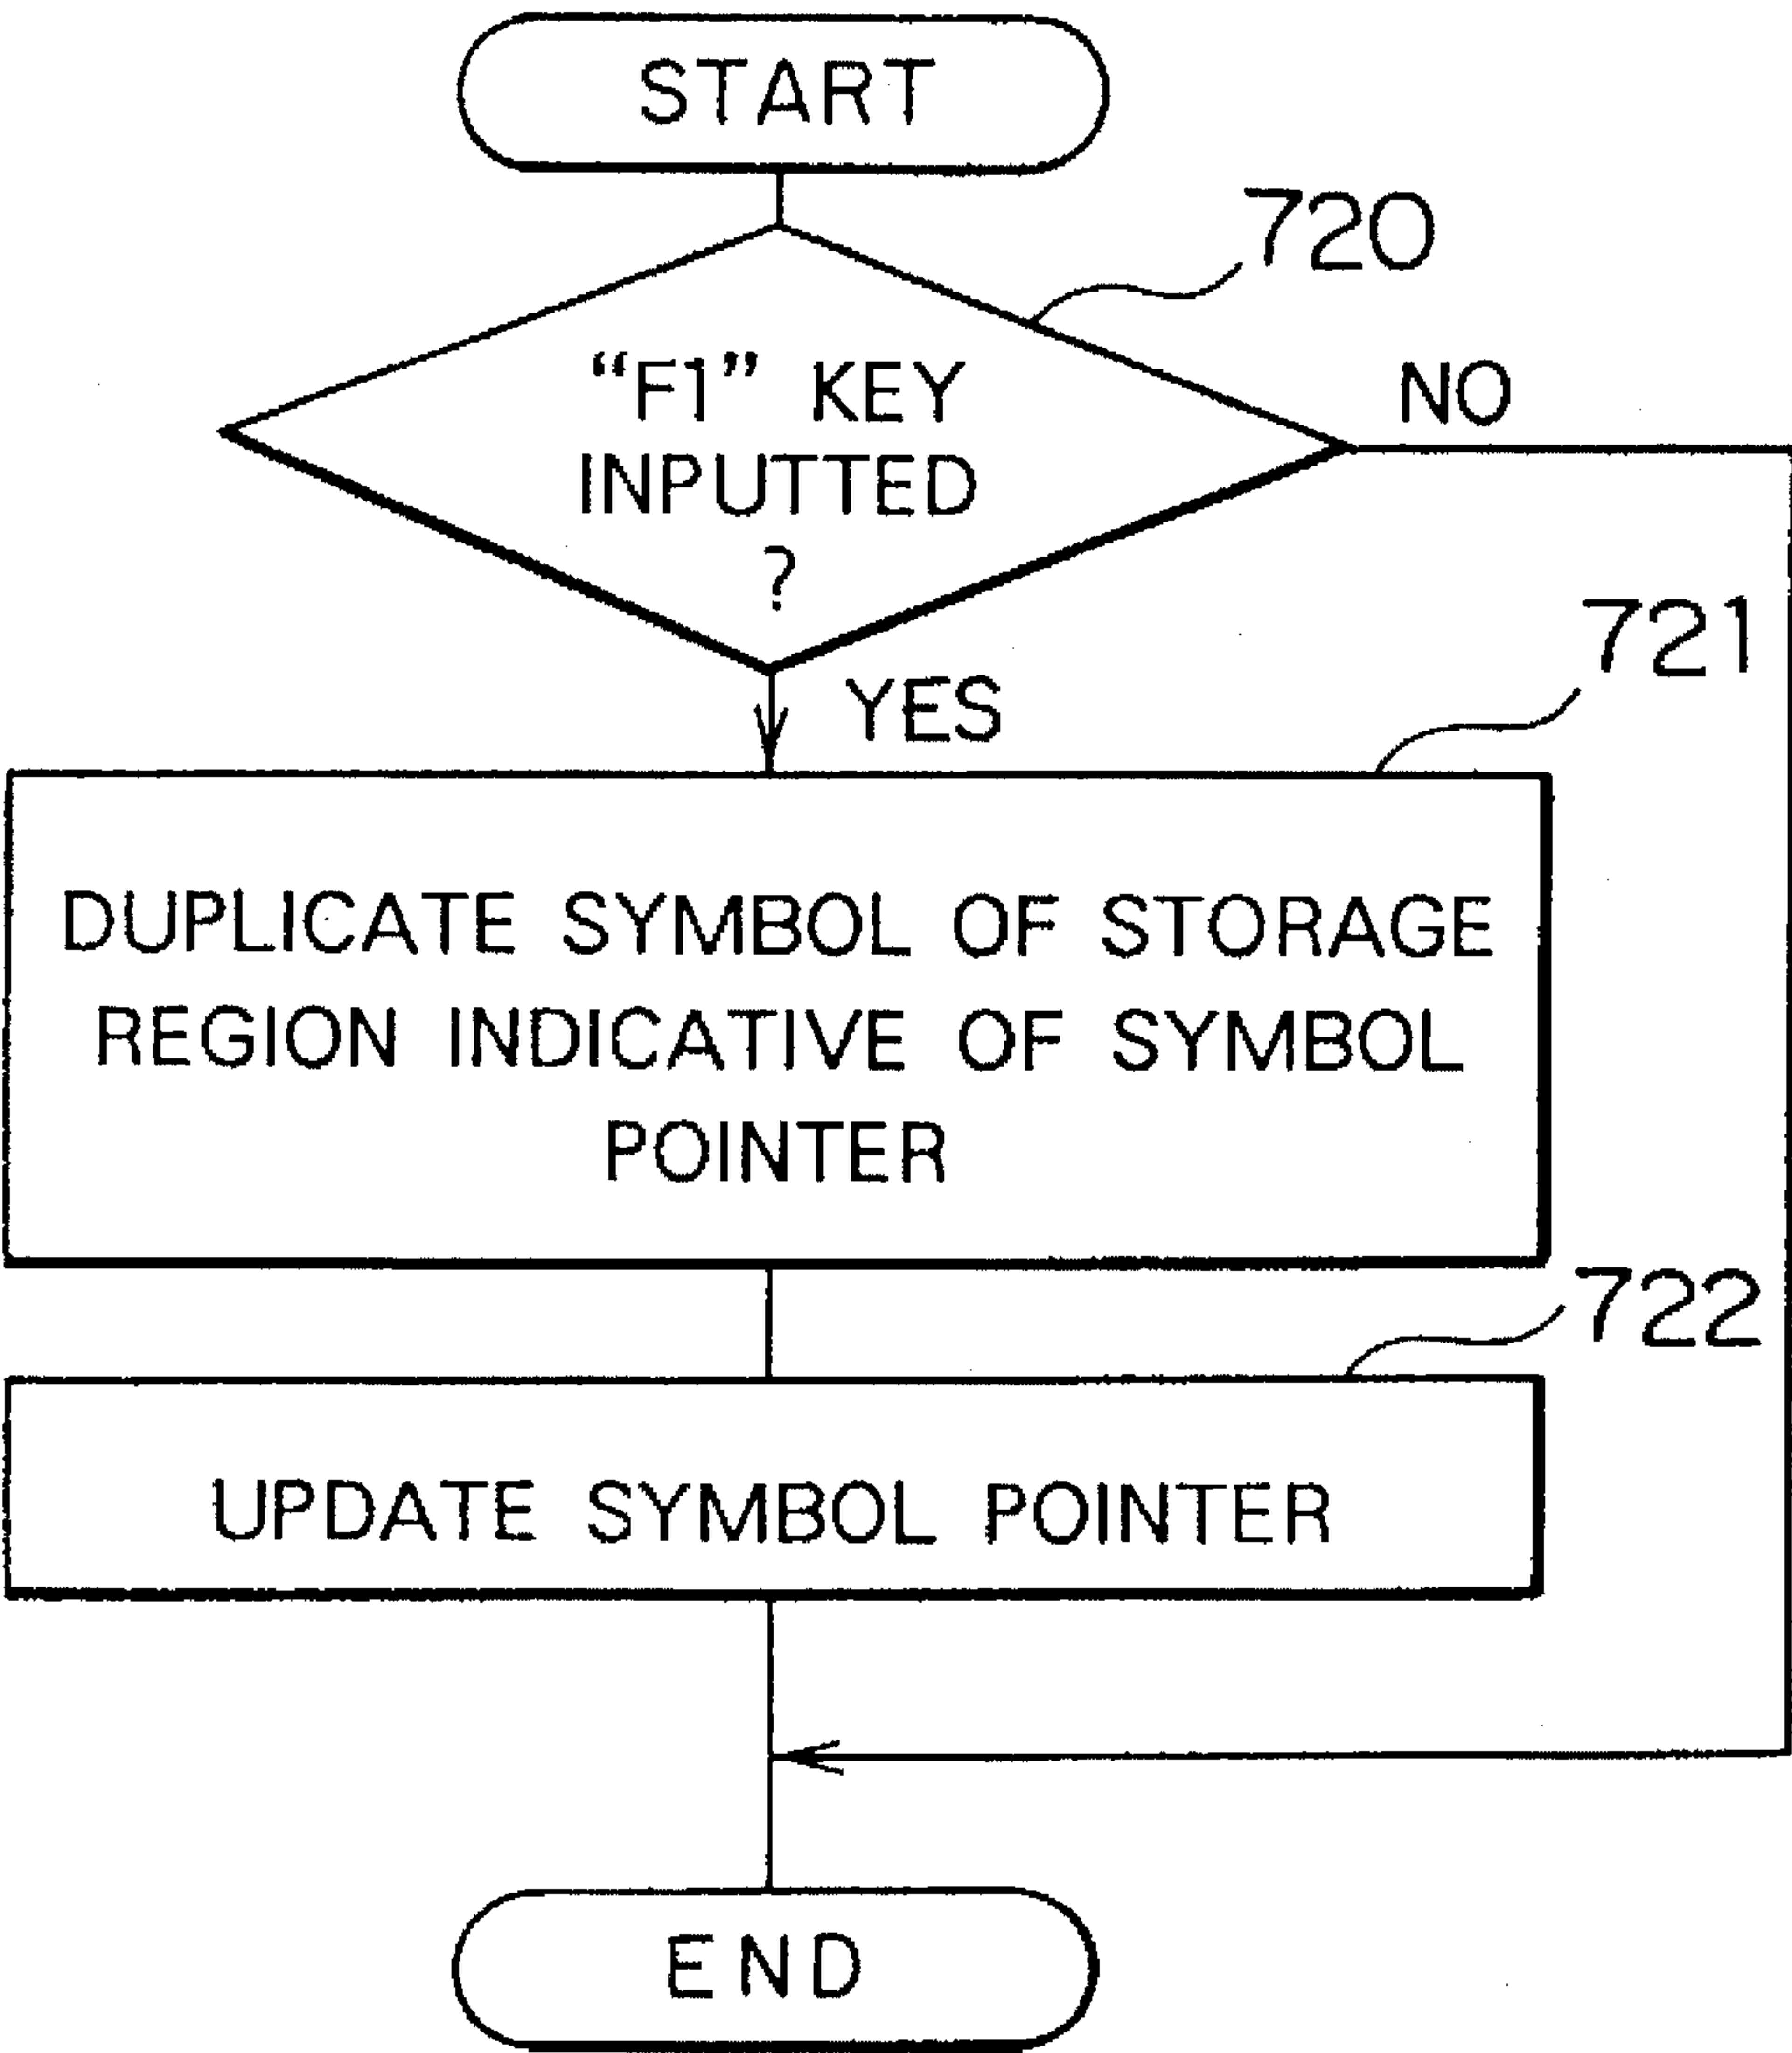 START
720
“F1” KEY
INPUTTED
?
NO
YES
721
DUPLICATE SYMBOL OF STORAGE
REGION INDICATIVE OF SYMBOL
POINTER
722
UPDATE SYMBOL POINTER
END